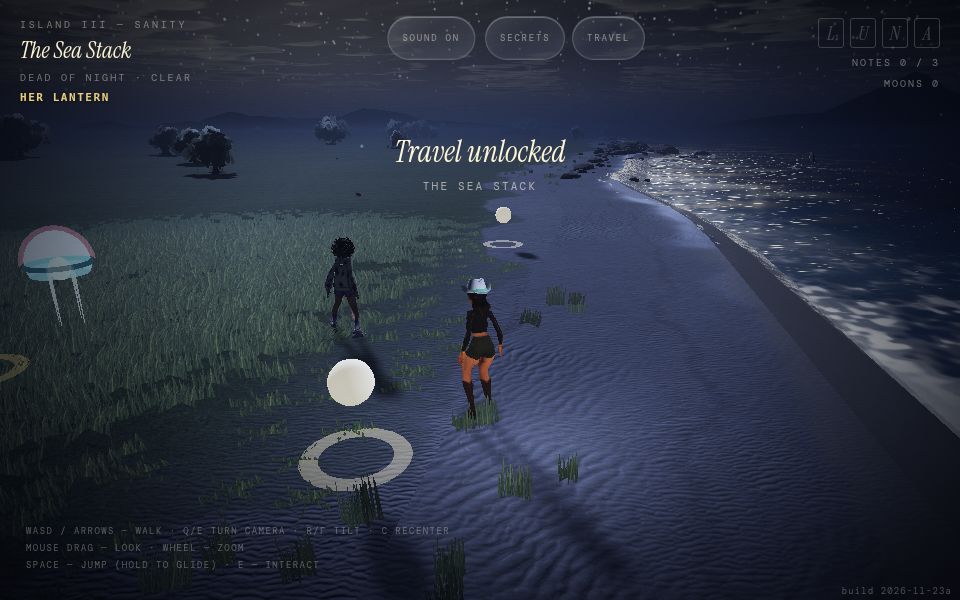 ISLAND III — SANITY
The Sea Stack
DEAD OF NIGHT · CLEAR
HER LANTERN
SOUND ON
SECRETS
TRAVEL
L U N A
NOTES 0 / 3
MOONS 0
Travel unlocked
THE SEA STACK
WASD / ARROWS — WALK · Q/E TURN CAMERA · R/F TILT · C RECENTER
MOUSE DRAG — LOOK · WHEEL — ZOOM
SPACE — JUMP (HOLD TO GLIDE) · E — INTERACT
build 2026-11-23a